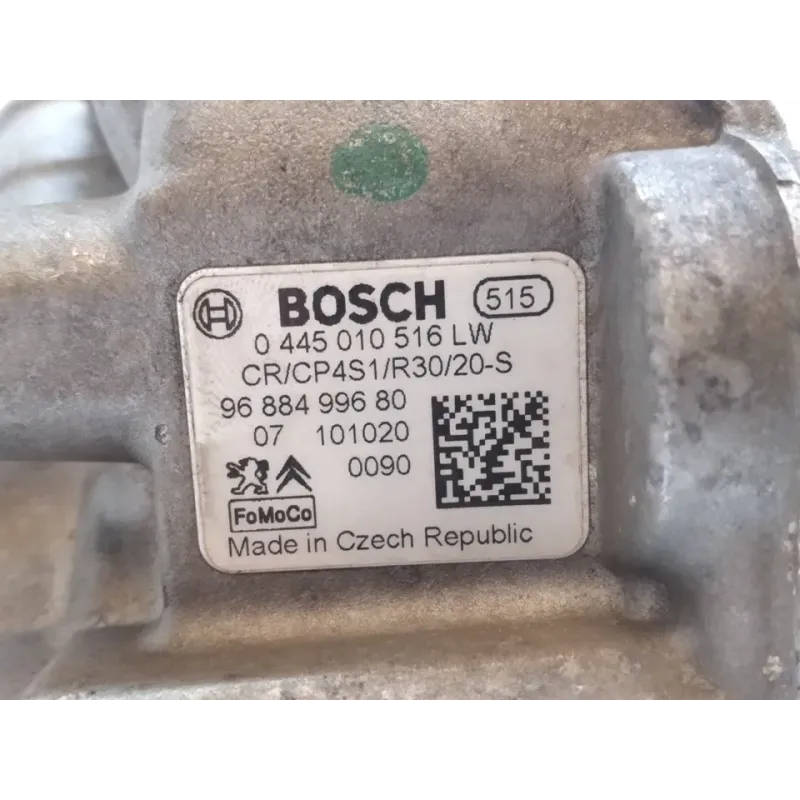 BOSCH 515
0 445 010 516 LW
CR/CP4S1/R30/20-S
96 884 996 80
07 101020
0090
FoMoCo
Made in Czech Republic